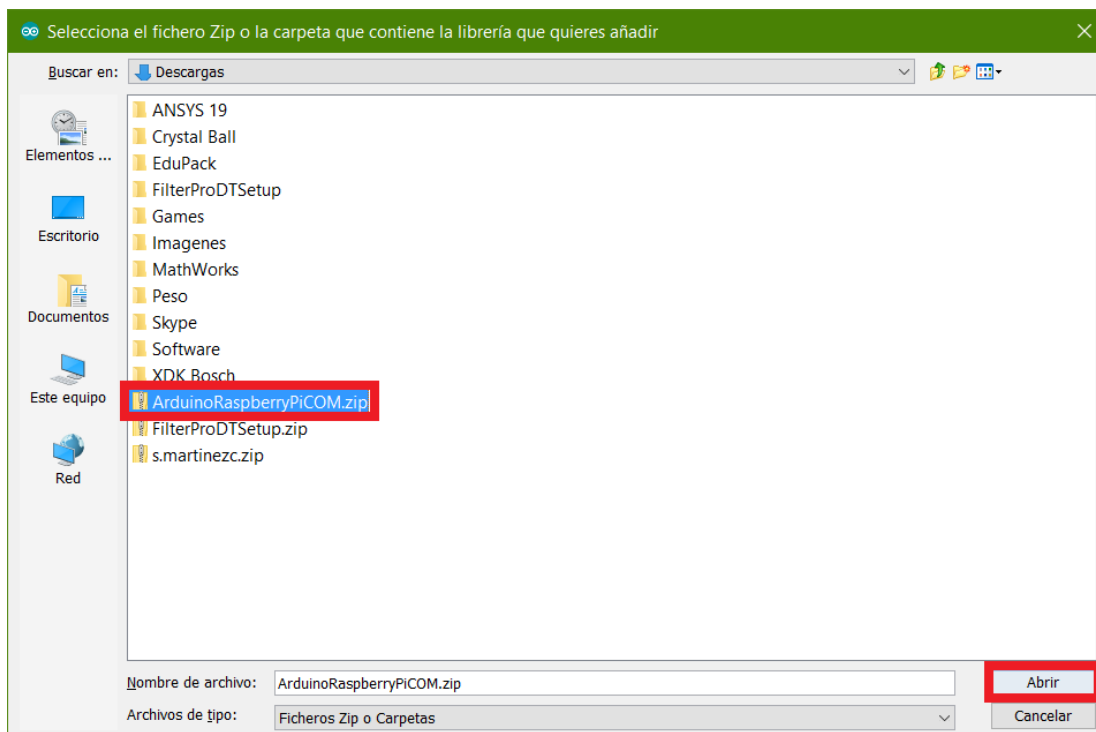 Selecciona el fichero Zip o la carpeta que contiene la librería que quieres añadir
Buscar en: Descargas
Elementos ...
Escritorio
Documentos
Este equipo
Red
ANSYS 19
Crystal Ball
EduPack
FilterProDTSetup
Games
Imagenes
MathWorks
Peso
Skype
Software
XDK Bosch
ArduinoRaspberryPiCOM.zip
FilterProDTSetup.zip
s.martinezc.zip
Nombre de archivo: ArduinoRaspberryPiCOM.zip Abrir
Archivos de tipo: Ficheros Zip o Carpetas Cancelar